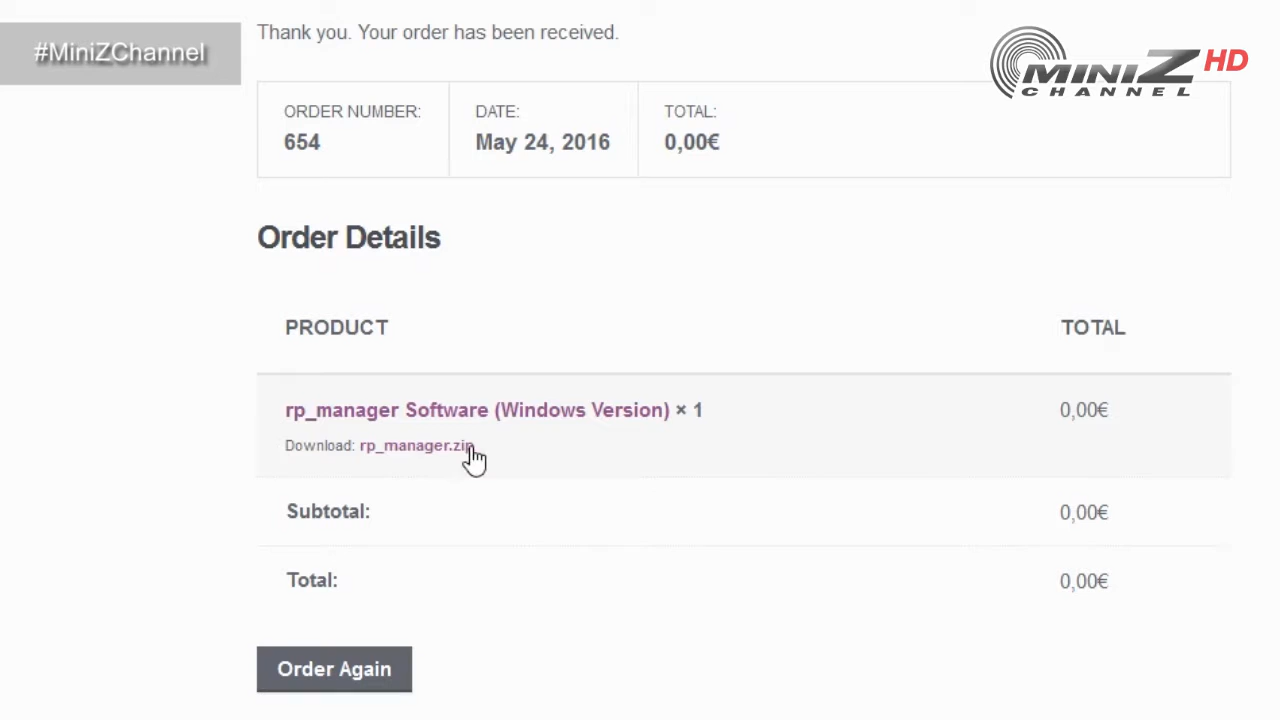 Thank you. Your order has been received.
#MiniZChannel
MINIZ HD
CHANNEL
ORDER NUMBER:
654
DATE:
May 24, 2016
TOTAL:
0,00€
Order Details
PRODUCT
TOTAL
rp_manager Software (Windows Version) × 1
0,00€
Download: rp_manager.zip
Subtotal:
0,00€
Total:
0,00€
Order Again